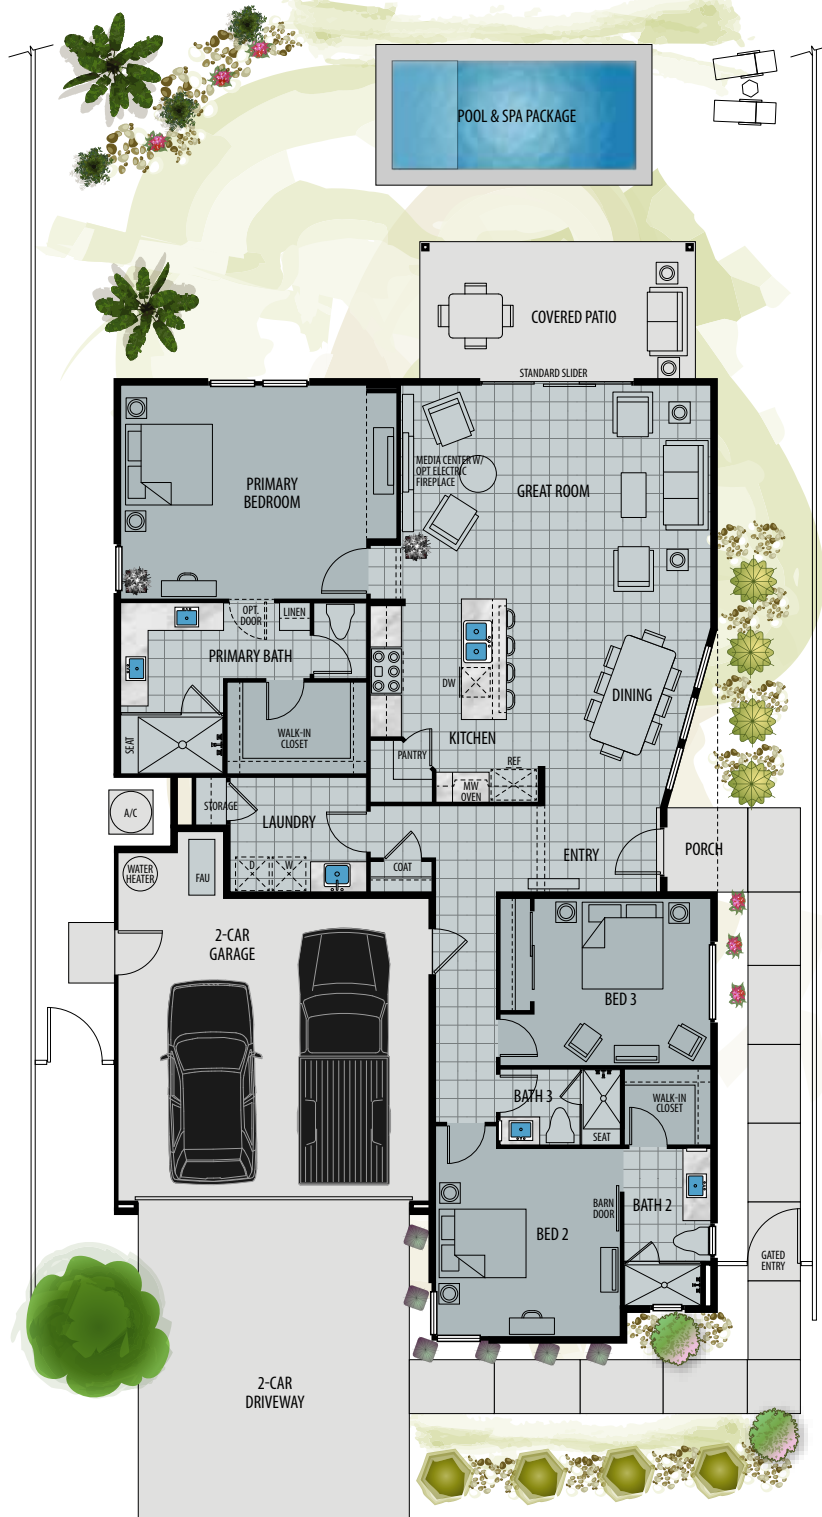 POOL & SPA PACKAGE
COVERED PATIO
STANDARD SLIDER
MEDIA CENTER W/
OPT ELECTRIC
FIREPLACE
GREAT ROOM
PRIMARY
BEDROOM
OPT.
DOOR
LINEN
PRIMARY BATH
DW
DINING
SEAT
WALK-IN
CLOSET
KITCHEN
PANTRY
REF
MW
OVEN
STORAGE
A/C
LAUNDRY
PORCH
ENTRY
WATER
HEATER
FAU
D
W
COAT
2-CAR
GARAGE
BED 3
BATH 3
WALK-IN
CLOSET
SEAT
BARN
DOOR
BATH 2
BED 2
GATED
ENTRY
2-CAR
DRIVEWAY